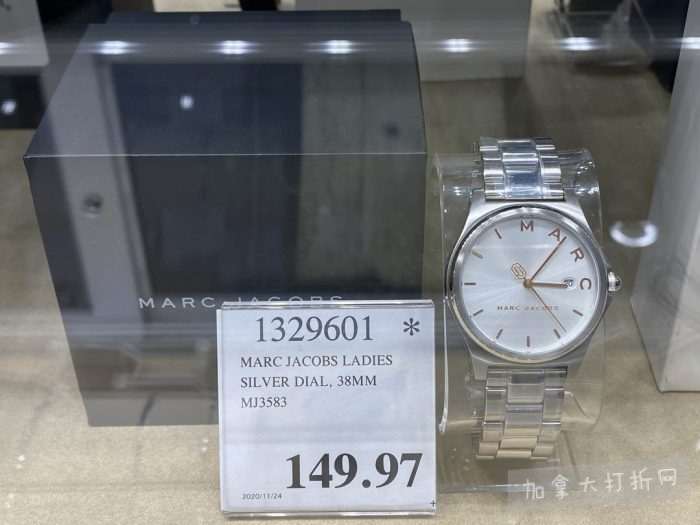 MARC JACOBS
1329601 *
MARC JACOBS LADIES
SILVER DIAL, 38MM
MJ3583
149.97
2020/11/24
MARC
MARC JACOBS
加拿大打折网